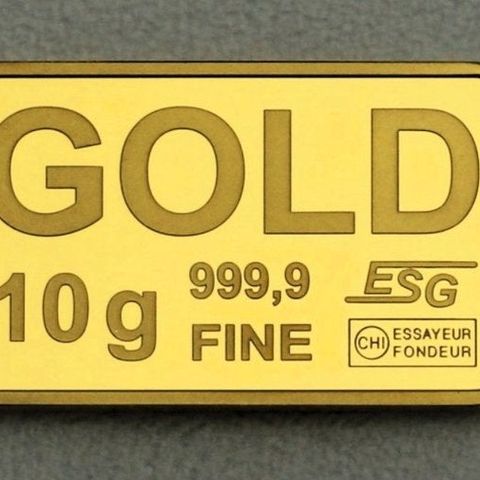 GOLD
10g
999,9
FINE
ESG
CHI
ESSAYEUR
FONDEUR